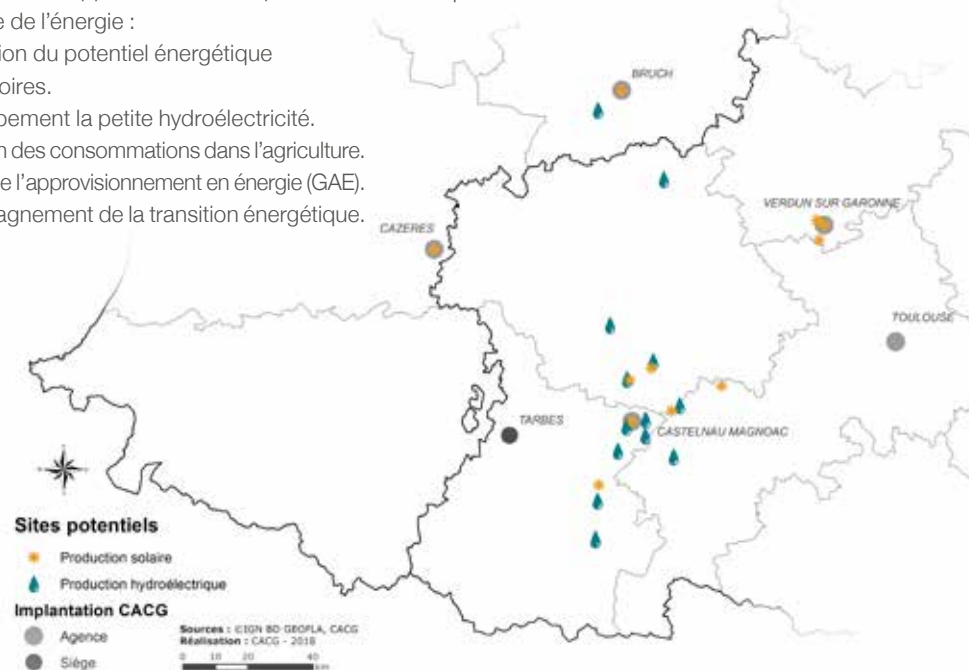 e de l’énergie :
ion du potentiel énergétique
oires.
pement la petite hydroélectricité.
n des consommations dans l’agriculture.
e l’approvisionnement en énergie (GAE).
agnement de la transition énergétique.
BRUCH
VERDUN SUR GARONNE
CAZERES
TOULOUSE
TARBES
CASTELNAU MAGNOAC
Sites potentiels
Production solaire
Production hydroélectrique
Implantation CACG
Agence
Siège
Sources : ©IGN BD GEOFLA, CACG
Réalisation : CACG - 2018
0 10 20 40
km